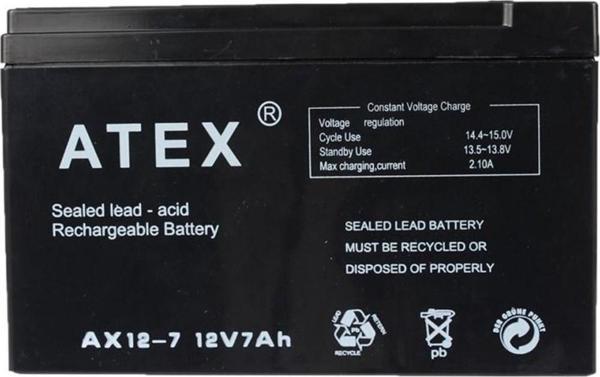 ATEX ®
Sealed lead - acid
Rechargeable Battery
AX12-7 12V7Ah
Constant Voltage Charge
Voltage regulation
Cycle Use 14.4~15.0V
Standby Use 13.5~13.8V
Max charging,current 2.10A
SEALED LEAD BATTERY
MUST BE RECYCLED OR
DISPOSED OF PROPERLY
LEAD RETURN
RECYCLE
Pb
DER GRÜNE PUNKT